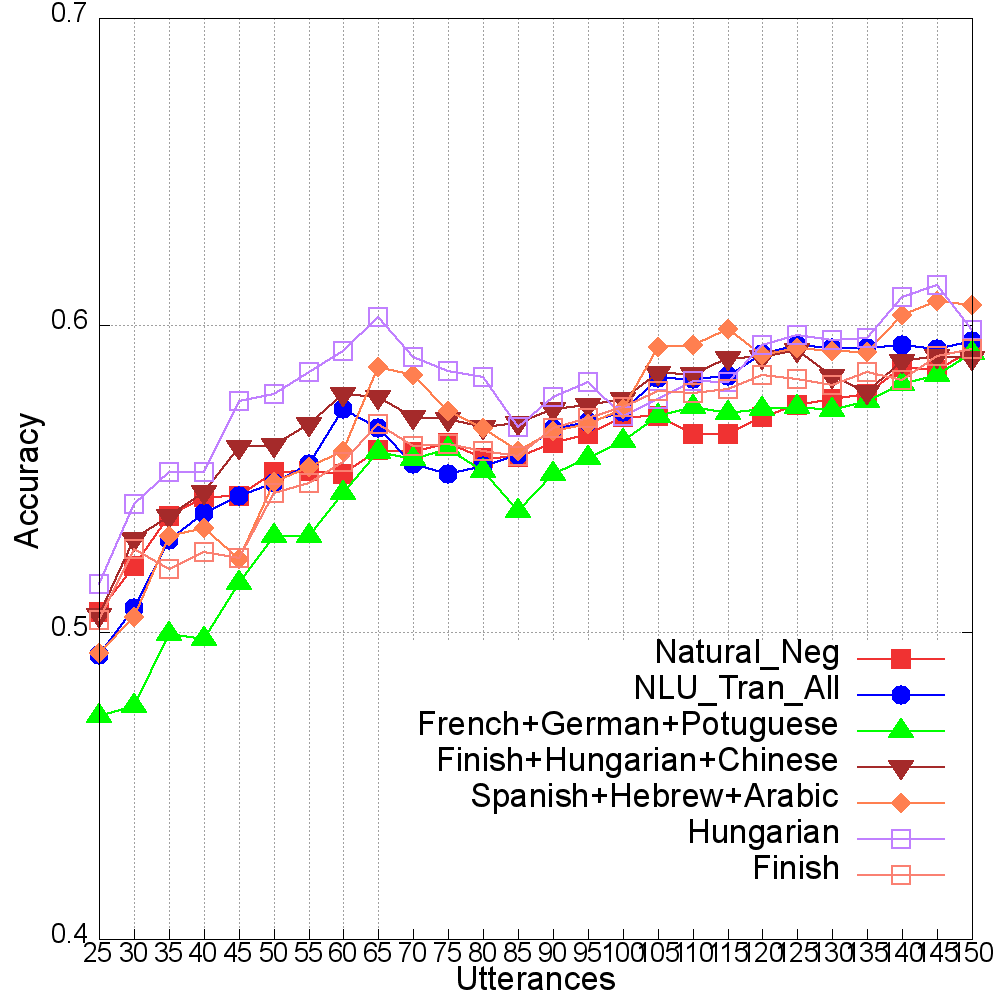 0.7
0.6
0.5
0.4
Accuracy
Natural_Neg
NLU_Tran_All
French+German+Potuguese
Finish+Hungarian+Chinese
Spanish+Hebrew+Arabic
Hungarian
Finish
25 30 35 40 45 50 55 60 65 70 75 80 85 90 95 100 105 110 115 120 125 130 135 140 145 150
Utterances